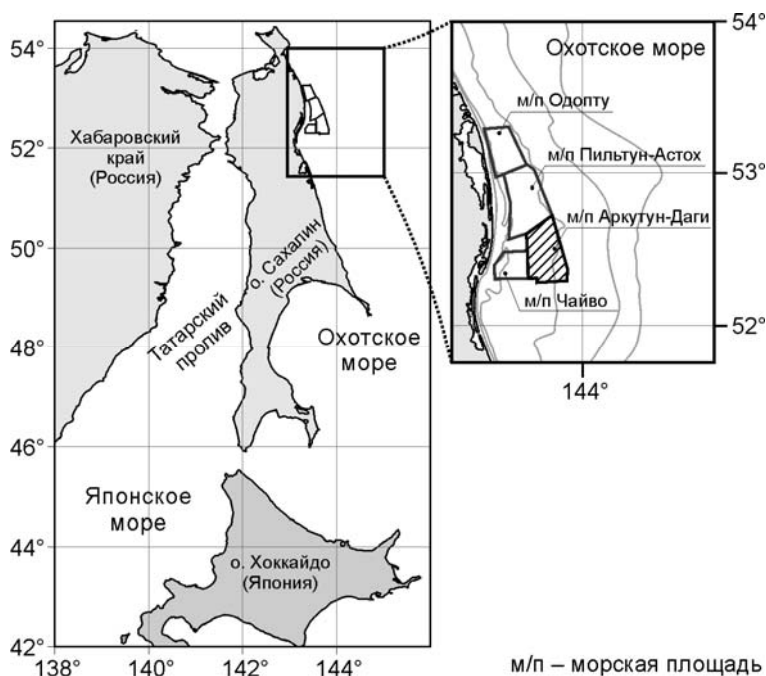 54°
52°
50°
48°
46°
44°
42°
138°
140°
142°
144°
Хабаровский
край
(Россия)
о. Сахалин
(Россия)
Татарский
пролив
Охотское
море
Японское
море
о. Хоккайдо
(Япония)
Охотское море
м/п Одопту
м/п Пильтун-Астох
м/п Аркутун-Даги
м/п Чайво
54°
53°
52°
144°
м/п – морская площадь